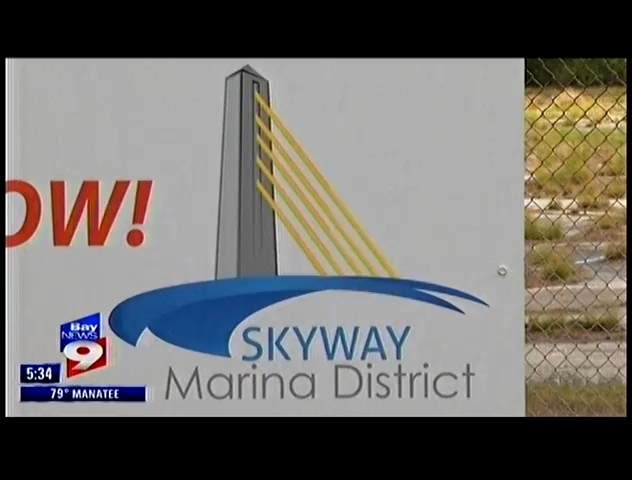 OW!
SKYWAY
Marina District
Bay
NEWS
9
5:34
79° MANATEE